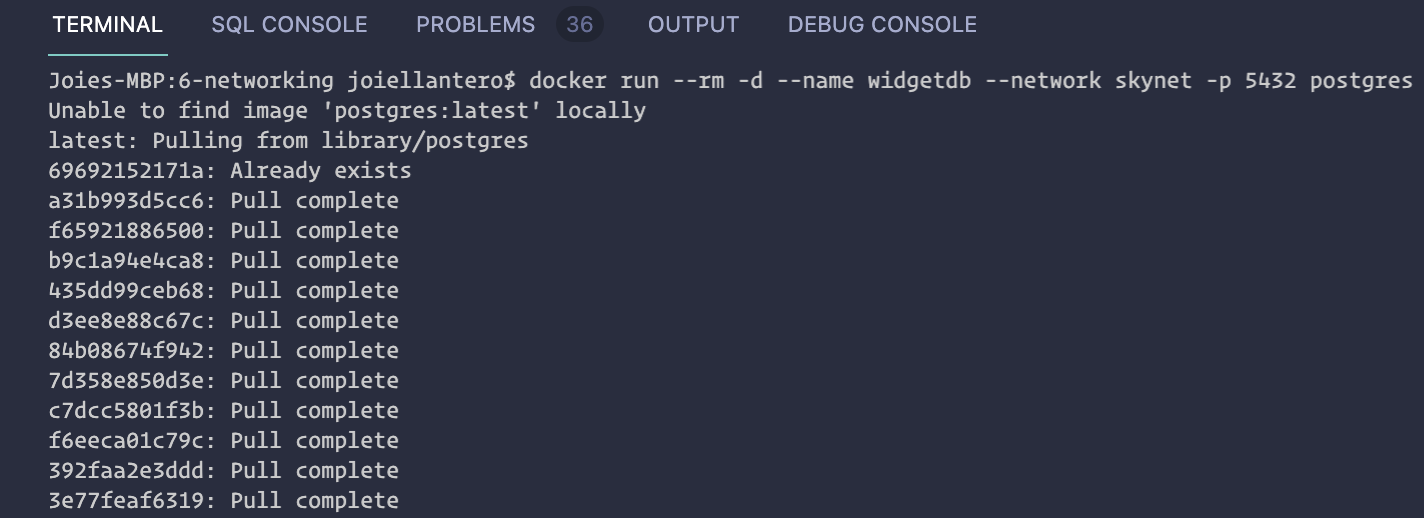 TERMINAL SQL CONSOLE PROBLEMS 36 OUTPUT DEBUG CONSOLE
Joies-MBP:6-networking joiellantero$ docker run --rm -d --name widgetdb --network skynet -p 5432 postgres
Unable to find image 'postgres:latest' locally
latest: Pulling from library/postgres
69692152171a: Already exists
a31b993d5cc6: Pull complete
f65921886500: Pull complete
b9c1a94e4ca8: Pull complete
435dd99ceb68: Pull complete
d3ee8e88c67c: Pull complete
84b08674f942: Pull complete
7d358e850d3e: Pull complete
c7dcc5801f3b: Pull complete
f6eeca01c79c: Pull complete
392faa2e3ddd: Pull complete
3e77feaf6319: Pull complete